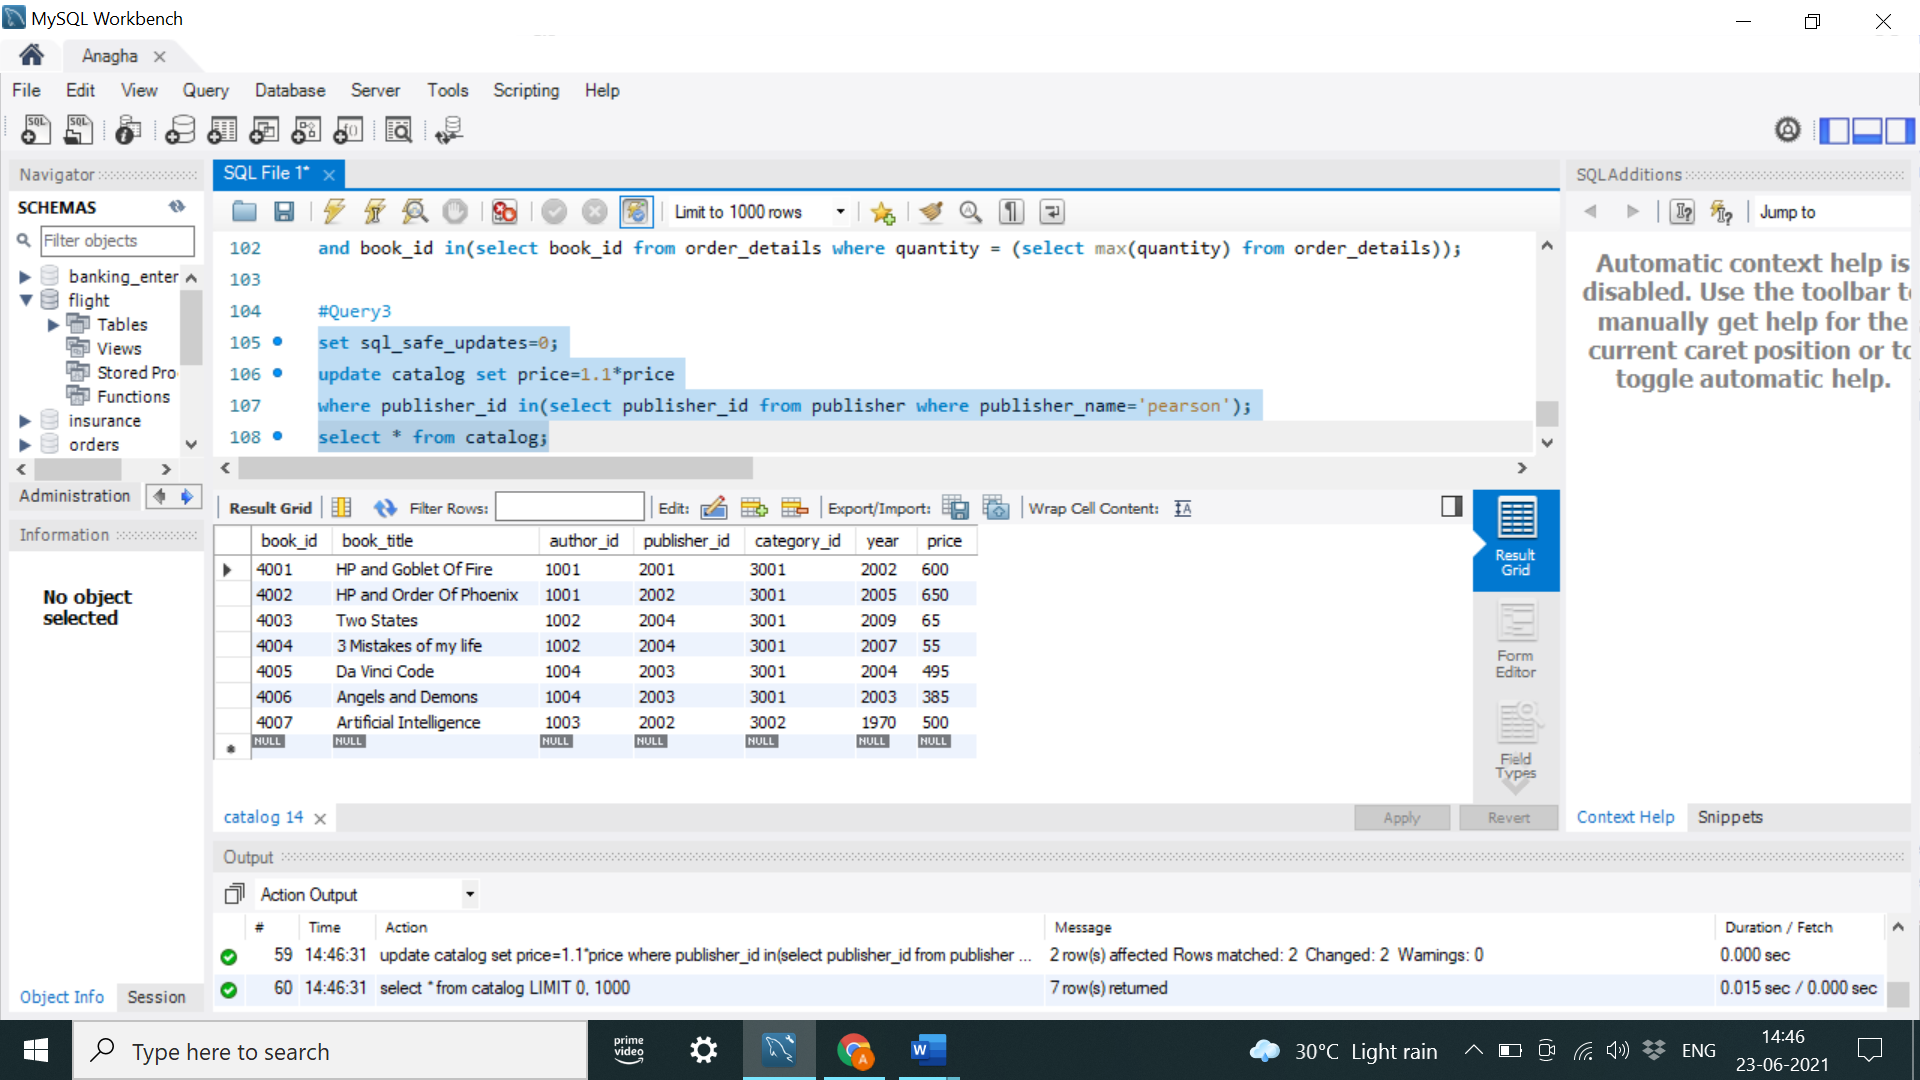 MySQL Workbench
Anagha
File Edit View Query Database Server Tools Scripting Help
Navigator
SCHEMAS
Filter objects
banking_enter
flight
Tables
Views
Stored Pro
Functions
insurance
orders
Administration
Information
No object
selected
Object Info Session
SQL File 1*
Limit to 1000 rows
102 and book_id in(select book_id from order_details where quantity = (select max(quantity) from order_details));
103
104 #Query3
105 set sql_safe_updates=0;
106 update catalog set price=1.1*price
107 where publisher_id in(select publisher_id from publisher where publisher_name='pearson');
108 select * from catalog;
Result Grid Filter Rows: Edit: Export/Import: Wrap Cell Content:
book_id book_title author_id publisher_id category_id year price
4001 HP and Goblet Of Fire 1001 2001 3001 2002 600
4002 HP and Order Of Phoenix 1001 2002 3001 2005 650
4003 Two States 1002 2004 3001 2009 65
4004 3 Mistakes of my life 1002 2004 3001 2007 55
4005 Da Vinci Code 1004 2003 3001 2004 495
4006 Angels and Demons 1004 2003 3001 2003 385
4007 Artificial Intelligence 1003 2002 3002 1970 500
NULL NULL NULL NULL NULL NULL NULL
Result
Grid
Form
Editor
Field
Types
catalog 14
Apply Revert
SQLAdditions
Jump to
Automatic context help is
disabled. Use the toolbar to
manually get help for the
current caret position or to
toggle automatic help.
Context Help Snippets
Output
Action Output
# Time Action Message Duration / Fetch
59 14:46:31 update catalog set price=1.1*price where publisher_id in(select publisher_id from publisher ... 2 row(s) affected Rows matched: 2 Changed: 2 Warnings: 0 0.000 sec
60 14:46:31 select * from catalog LIMIT 0, 1000 7 row(s) returned 0.015 sec / 0.000 sec
Type here to search
prime
video
30°C Light rain
ENG
14:46
23-06-2021